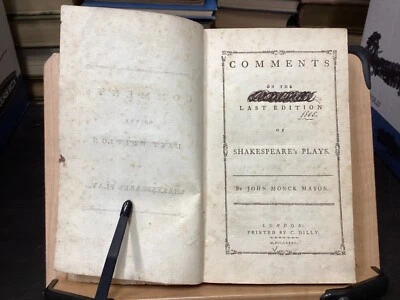 COMMENTS
ON THE
LAST EDITION
OF
SHAKESPEARE's PLAYS.
By JOHN MONCK MASON.
LONDON:
PRINTED BY C. DILLY.